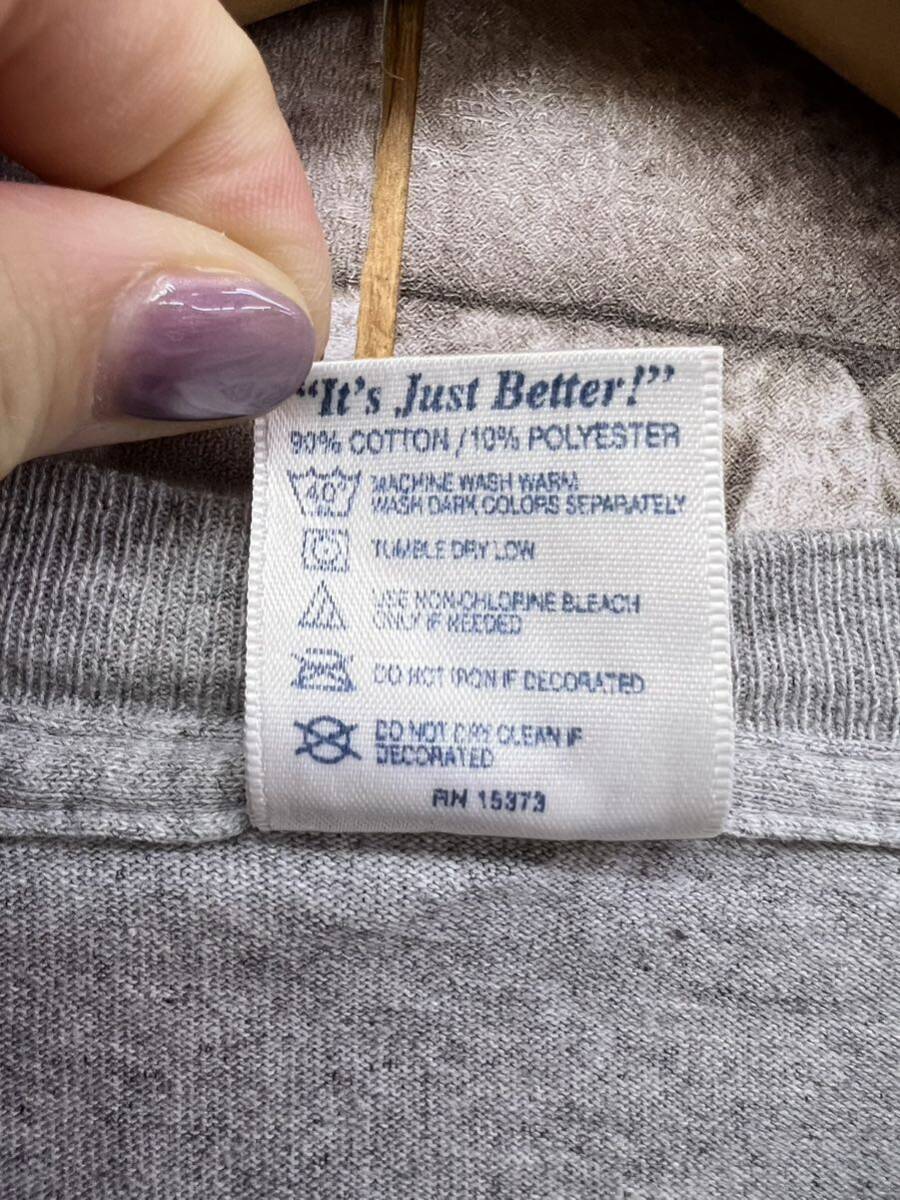 “It’s Just Better!”
90% COTTON / 10% POLYESTER
40°
MACHINE WASH WARM
WASH DARK COLORS SEPARATELY
TUMBLE DRY LOW
USE NON-CHLORINE BLEACH
ONLY IF NEEDED
DO NOT IRON IF DECORATED
DO NOT DRY CLEAN IF
DECORATED
RN 15373